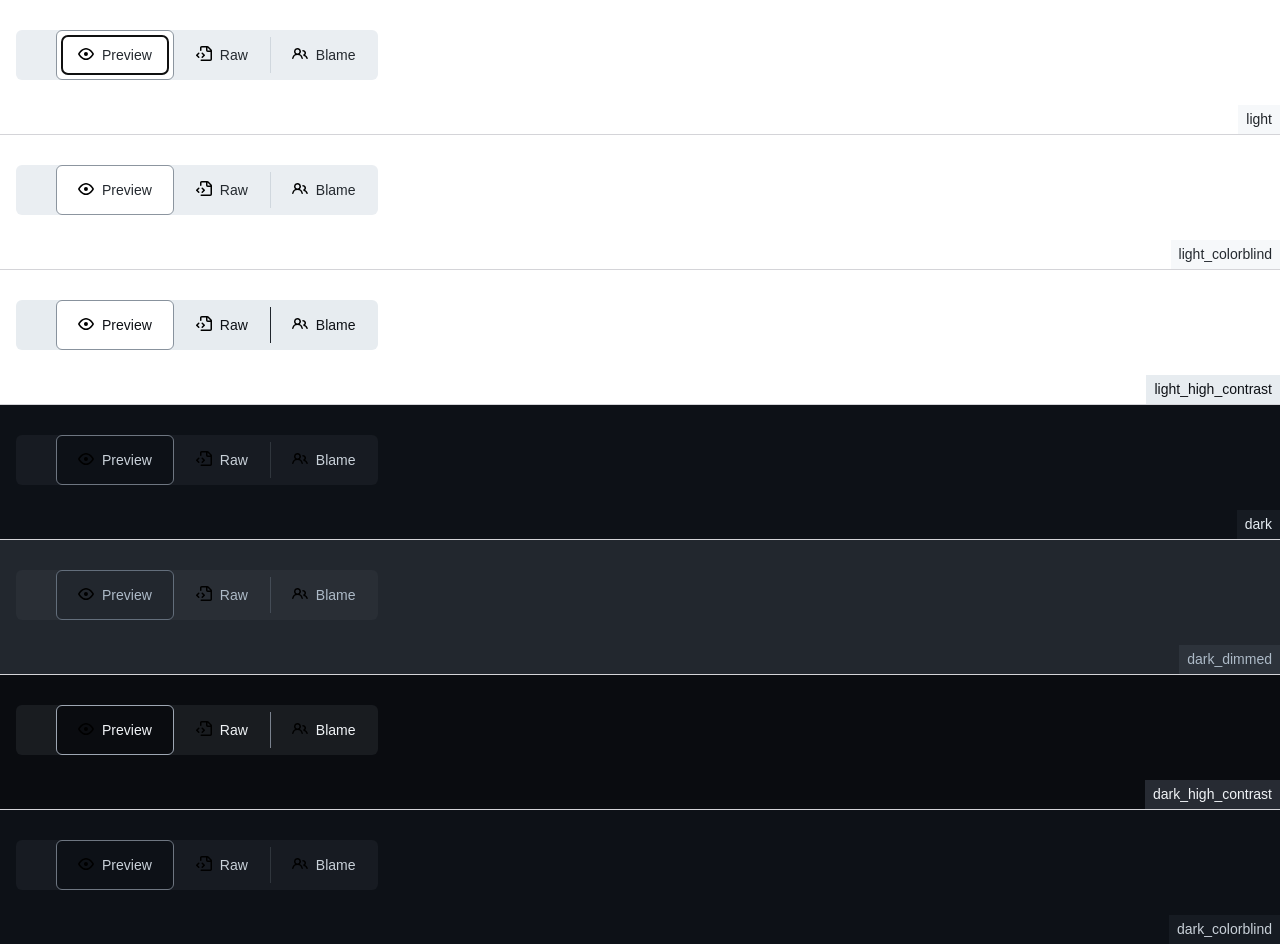 Preview Raw Blame
light
Preview Raw Blame
light_colorblind
Preview Raw Blame
light_high_contrast
Preview Raw Blame
dark
Preview Raw Blame
dark_dimmed
Preview Raw Blame
dark_high_contrast
Preview Raw Blame
dark_colorblind